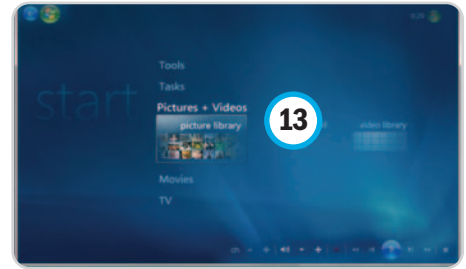 start
Tools
Tasks
Pictures + Videos
picture library
13
video library
Movies
TV